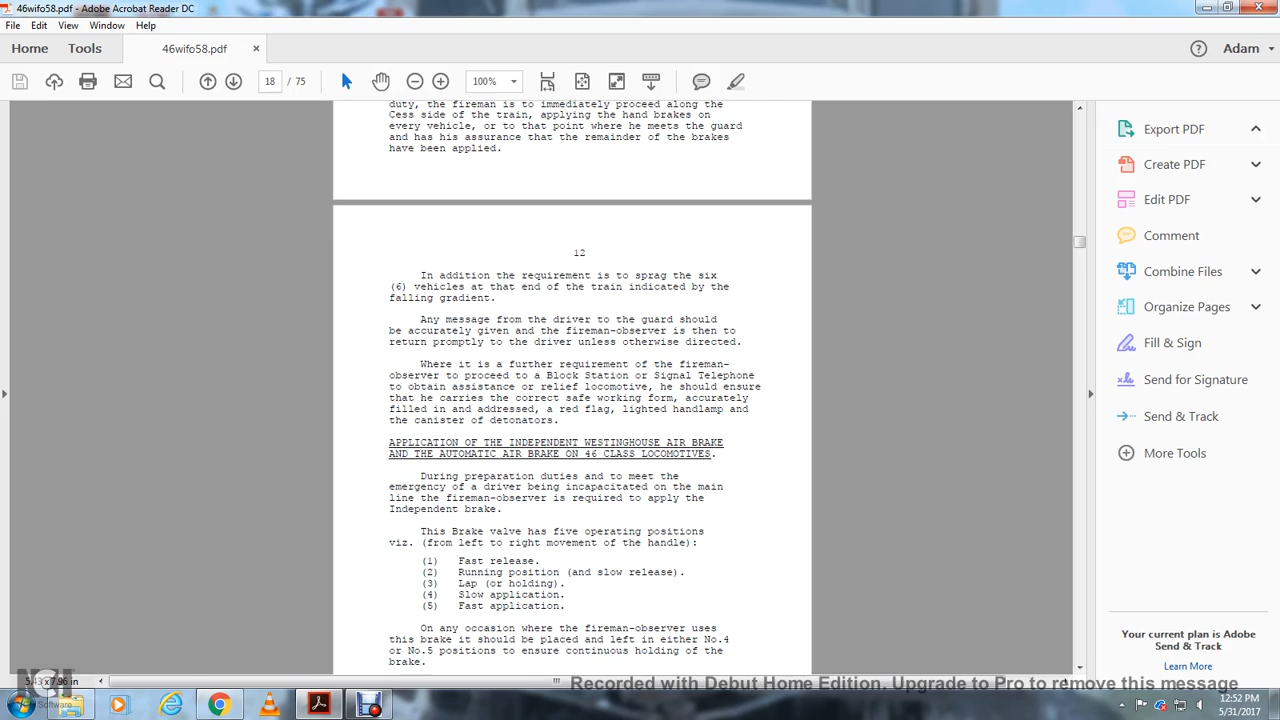 46wifo58.pdf - Adobe Acrobat Reader DC
File Edit View Window Help
Home Tools 46wifo58.pdf × Adam
18 / 75 100%
duty, the fireman is to immediately proceed along the
Cess side of the train, applying the hand brakes on
every vehicle, or to that point where he meets the guard
and has his assurance that the remainder of the brakes
have been applied.
12
In addition the requirement is to sprag the six
(6) vehicles at that end of the train indicated by the
falling gradient.
Any message from the driver to the guard should
be accurately given and the fireman-observer is then to
return promptly to the driver unless otherwise directed.
Where it is a further requirement of the fireman-
observer to proceed to a Block Station or Signal Telephone
to obtain assistance or relief locomotive, he should ensure
that he carries the correct safe working form, accurately
filled in and addressed, a red flag, lighted handlamp and
the canister of detonators.
APPLICATION OF THE INDEPENDENT WESTINGHOUSE AIR BRAKE
AND THE AUTOMATIC AIR BRAKE ON 46 CLASS LOCOMOTIVES.
During preparation duties and to meet the
emergency of a driver being incapacitated on the main
line the fireman-observer is required to apply the
Independent brake.
This Brake valve has five operating positions
viz. (from left to right movement of the handle):
(1) Fast release.
(2) Running position (and slow release).
(3) Lap (or holding).
(4) Slow application.
(5) Fast application.
On any occasion where the fireman-observer uses
this brake it should be placed and left in either No.4
or No.5 positions to ensure continuous holding of the
brake.
Export PDF
Create PDF
Edit PDF
Comment
Combine Files
Organize Pages
Fill & Sign
Send for Signature
Send & Track
More Tools
Your current plan is Adobe
Send & Track
Learn More
Recorded with Debut Home Edition. Upgrade to Pro to remove this message
Software
12:52 PM
5/31/2017